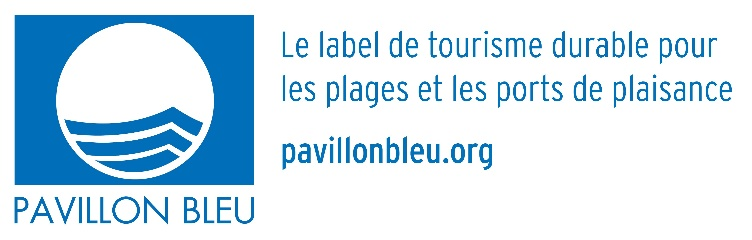 Le label de tourisme durable pour
les plages et les ports de plaisance
pavillonbleu.org
PAVILLON BLEU